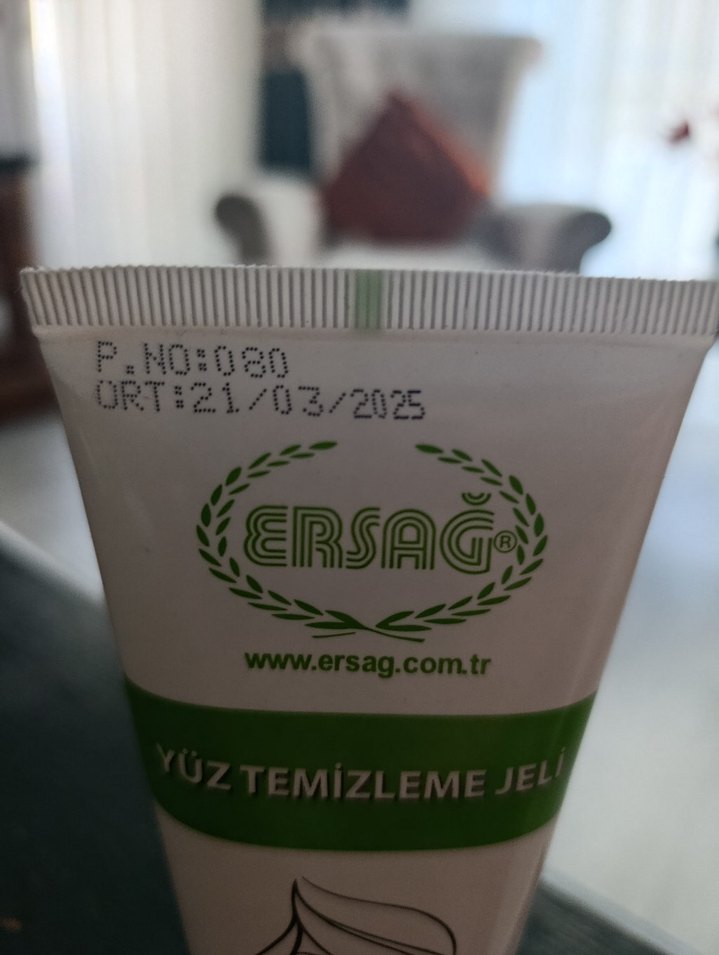 P.NO:080
ÜRT:21/03/2025
ERSAĞ®
www.ersag.com.tr
YÜZ TEMİZLEME JELİ